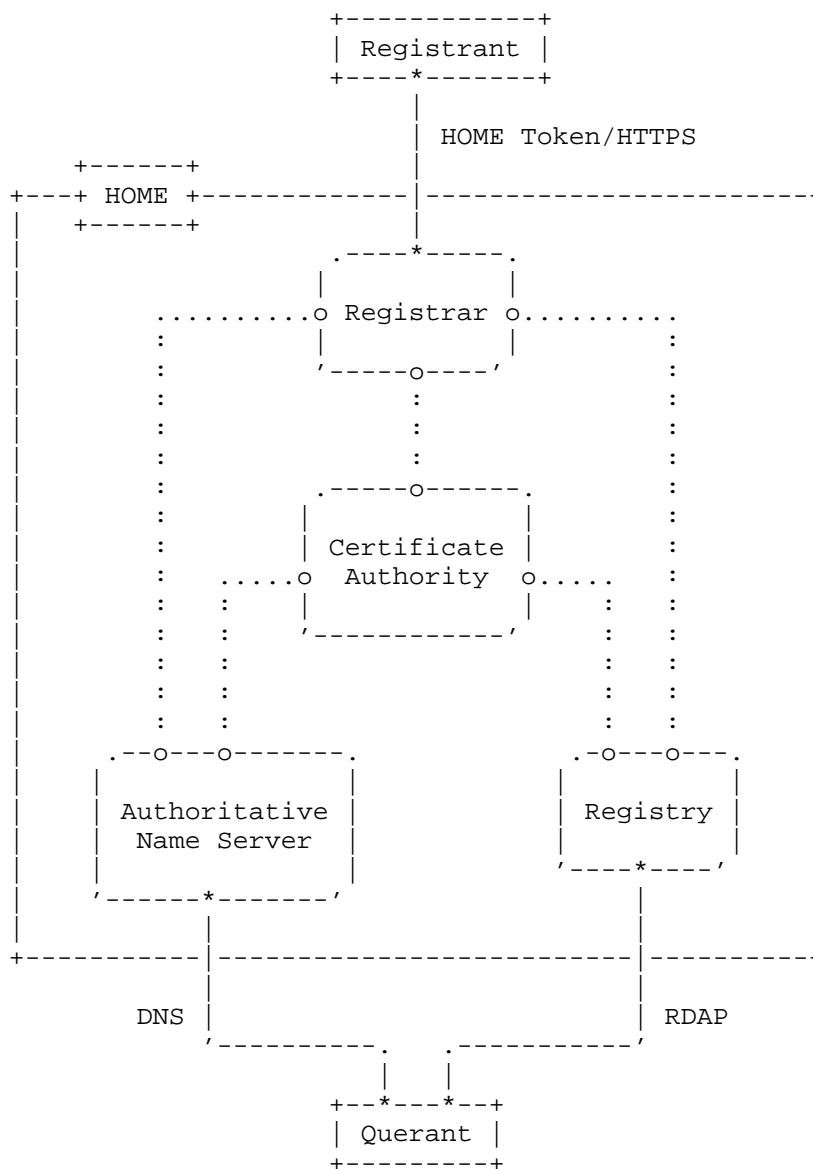 Registrant
HOME Token/HTTPS
HOME
Registrar
Certificate
Authority
Authoritative
Name Server
Registry
DNS
RDAP
Querant